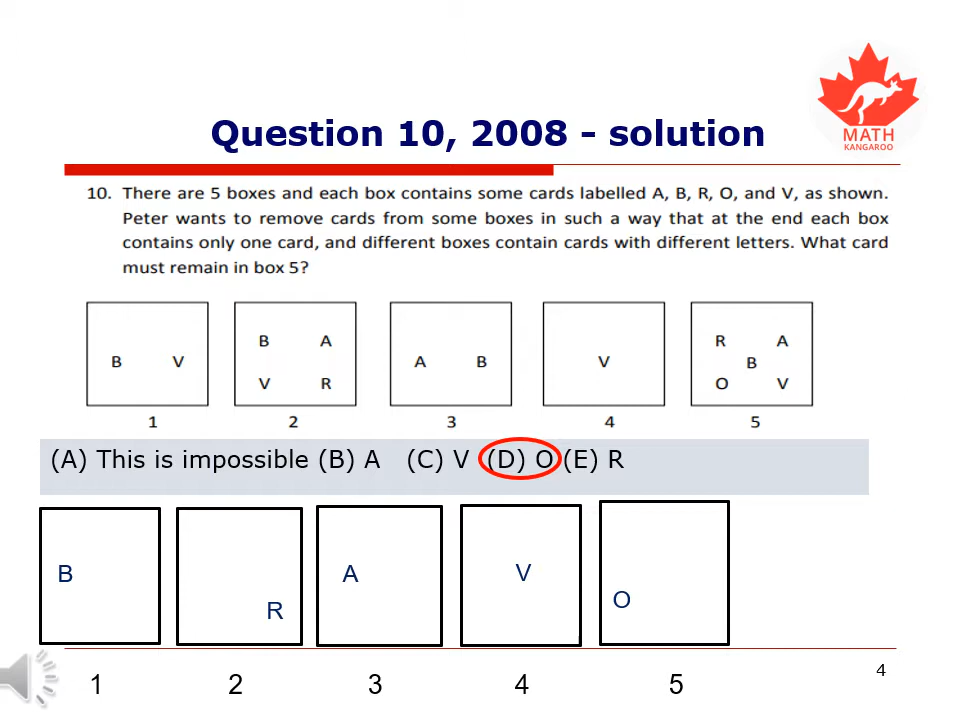 MATH
KANGAROO
Question 10, 2008 - solution
10. There are 5 boxes and each box contains some cards labelled A, B, R, O, and V, as shown.
Peter wants to remove cards from some boxes in such a way that at the end each box
contains only one card, and different boxes contain cards with different letters. What card
must remain in box 5?
B A R A
B V A B V B
V R O V
1 2 3 4 5
(A) This is impossible (B) A (C) V (D) O (E) R
B R A V O
1 2 3 4 5
4